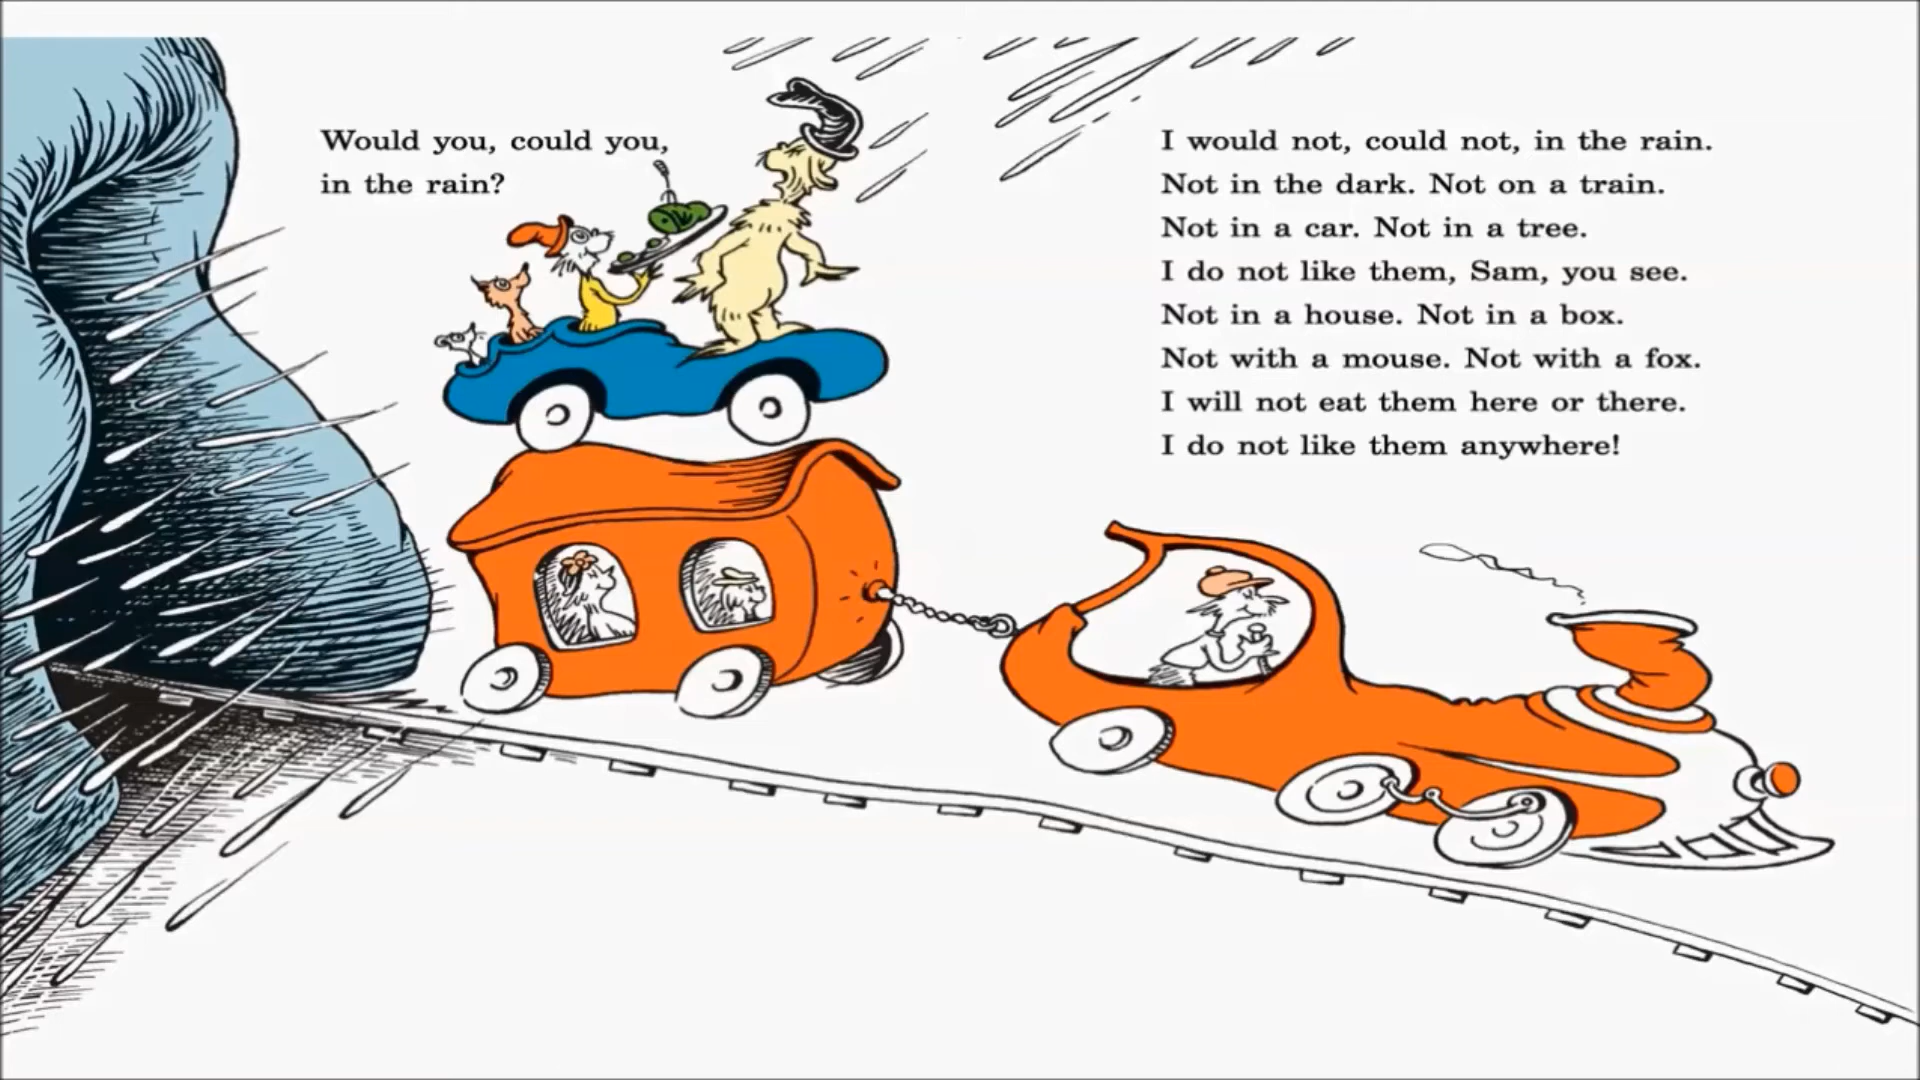 Would you, could you,
in the rain?
I would not, could not, in the rain.
Not in the dark. Not on a train.
Not in a car. Not in a tree.
I do not like them, Sam, you see.
Not in a house. Not in a box.
Not with a mouse. Not with a fox.
I will not eat them here or there.
I do not like them anywhere!